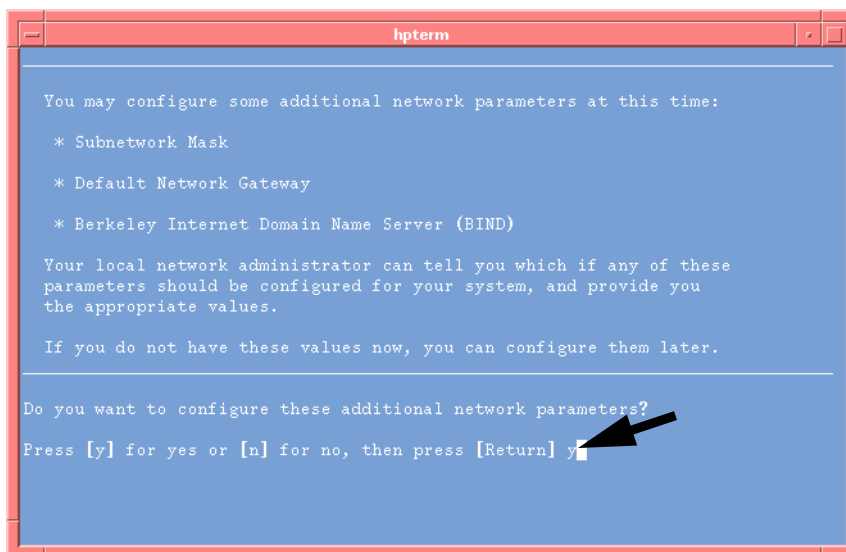 hpterm
You may configure some additional network parameters at this time:
* Subnetwork Mask
* Default Network Gateway
* Berkeley Internet Domain Name Server (BIND)
Your local network administrator can tell you which if any of these
parameters should be configured for your system, and provide you
the appropriate values.
If you do not have these values now, you can configure them later.
Do you want to configure these additional network parameters?
Press [y] for yes or [n] for no, then press [Return] y